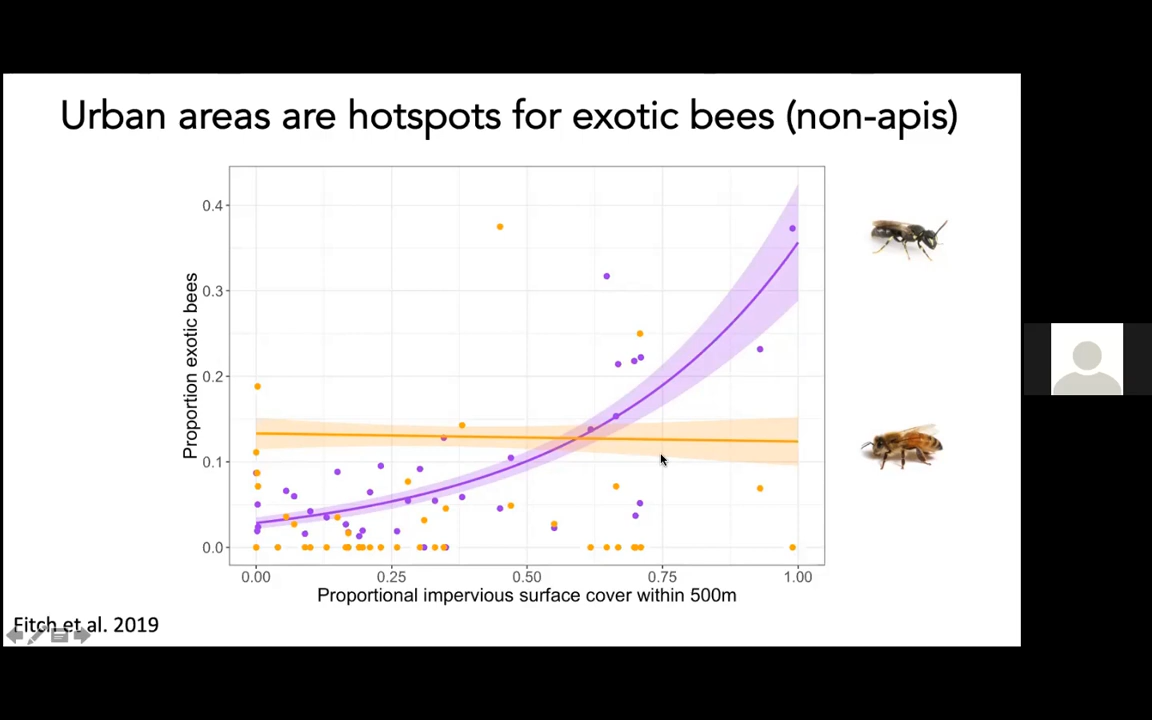 Urban areas are hotspots for exotic bees (non-apis)
Proportion exotic bees
0.4
0.3
0.2
0.1
0.0
0.00 0.25 0.50 0.75 1.00
Proportional impervious surface cover within 500m
Fitch et al. 2019